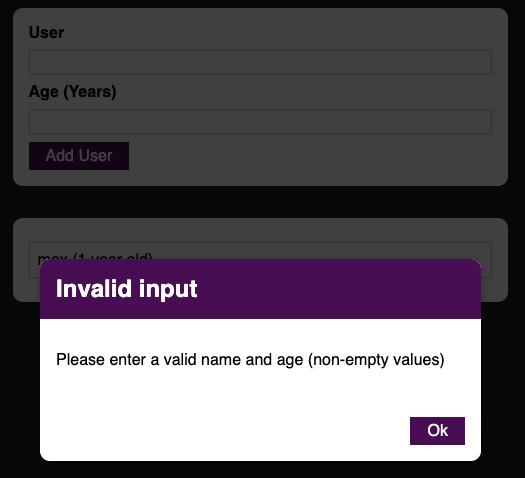 User
Age (Years)
Add User
max (1 year old)
Invalid input
Please enter a valid name and age (non-empty values)
Ok